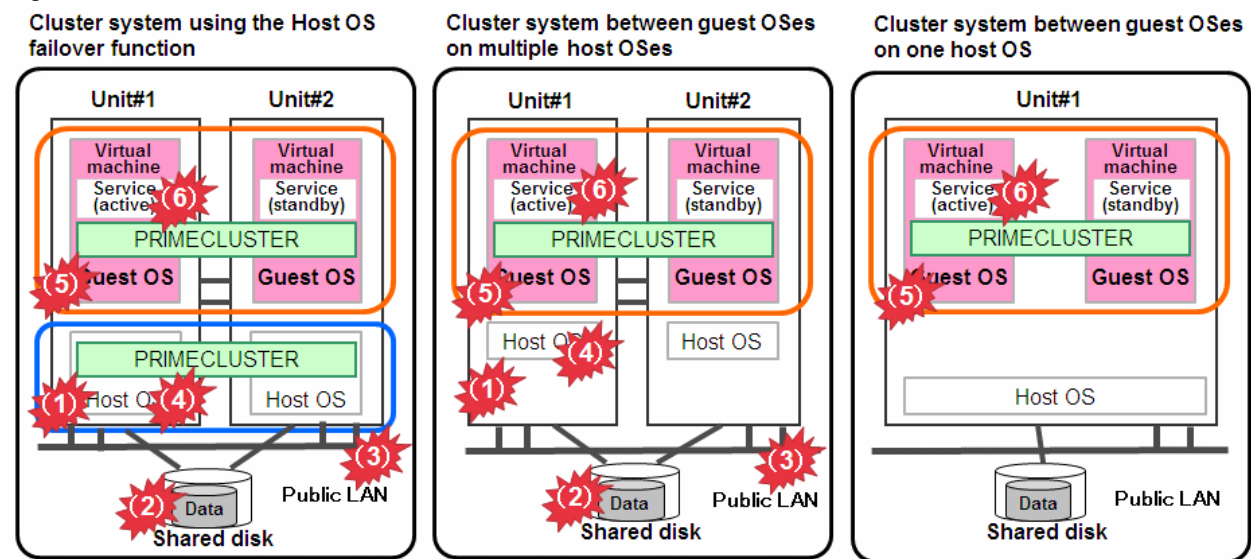 Cluster system using the Host OS
failover function
Unit#1 Unit#2
Virtual
machine
Service
(active)
(6)
Virtual
machine
Service
(standby)
PRIMECLUSTER
(5)
Guest OS
Guest OS
PRIMECLUSTER
(1)
Host OS
(4)
Host OS
(3)
(2)
Data
Public LAN
Shared disk
Cluster system between guest OSes
on multiple host OSes
Unit#1 Unit#2
Virtual
machine
Service
(active)
(6)
Virtual
machine
Service
(standby)
PRIMECLUSTER
(5)
Guest OS
Guest OS
Host OS
(4)
Host OS
(1)
(3)
(2)
Data
Public LAN
Shared disk
Cluster system between guest OSes
on one host OS
Unit#1
Virtual
machine
Service
(active)
(6)
Virtual
machine
Service
(standby)
PRIMECLUSTER
(5)
Guest OS
Guest OS
Host OS
Data
Public LAN
Shared disk